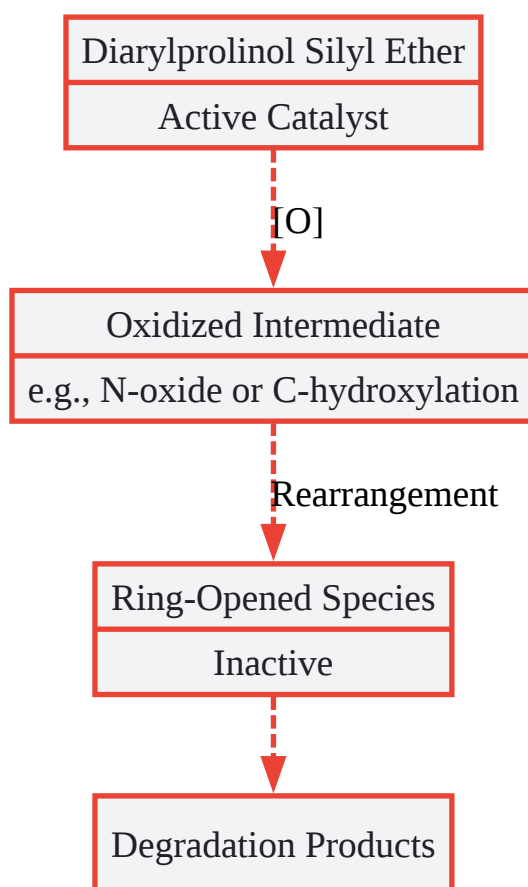 Diarylprolinol Silyl Ether
Active Catalyst
[O]
Oxidized Intermediate
e.g., N-oxide or C-hydroxylation
Rearrangement
Ring-Opened Species
Inactive
Degradation Products